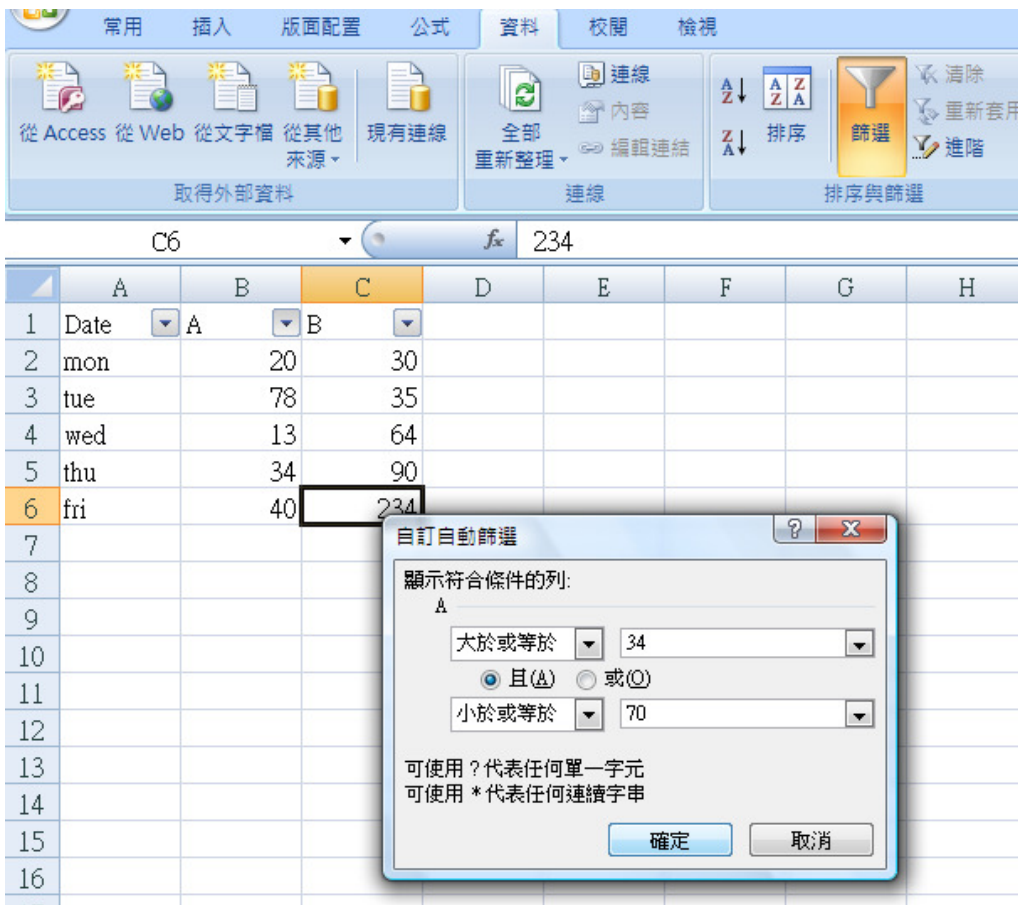 常用 插入 版面配置 公式 資料 校閱 檢視
從 Access 從 Web 從文字檔 從其他來源 現有連線
全部重新整理 連線 內容 編輯連結
排序 篩選 清除 重新套用 進階
取得外部資料 連線 排序與篩選
C6 fx 234
A B C D E F G H
1 Date A B
2 mon 20 30
3 tue 78 35
4 wed 13 64
5 thu 34 90
6 fri 40 234
7
8
9
10
11
12
13
14
15
16
自訂自動篩選
顯示符合條件的列:
A
大於或等於 34
且(A) 或(O)
小於或等於 70
可使用 ? 代表任何單一字元
可使用 * 代表任何連續字串
確定 取消